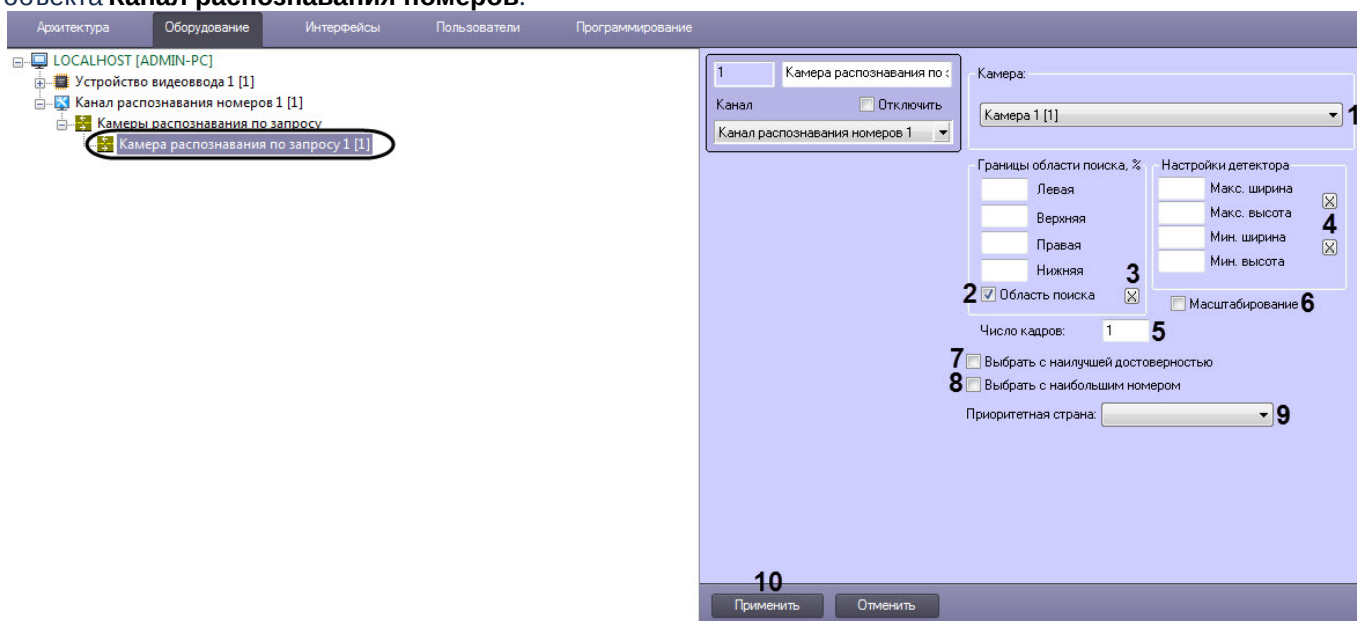 объекта Канал распознавания номеров.
Архитектура Оборудование Интерфейсы Пользователи Программирование
LOCALHOST [ADMIN-PC]
Устройство видеоввода 1 [1]
Канал распознавания номеров 1 [1]
Камеры распознавания по запросу
Камера распознавания по запросу 1 [1]
1 Камера распознавания по з
Канал Отключить
Канал распознавания номеров 1
Камера:
Камера 1 [1] 1
Границы области поиска, %
Левая
Верхняя
Правая
Нижняя 3
2 Область поиска
Настройки детектора
Макс. ширина
Макс. высота 4
Мин. ширина
Мин. высота
Масштабирование 6
Число кадров: 1 5
7 Выбрать с наилучшей достоверностью
8 Выбрать с наибольшим номером
Приоритетная страна: 9
10
Применить Отменить